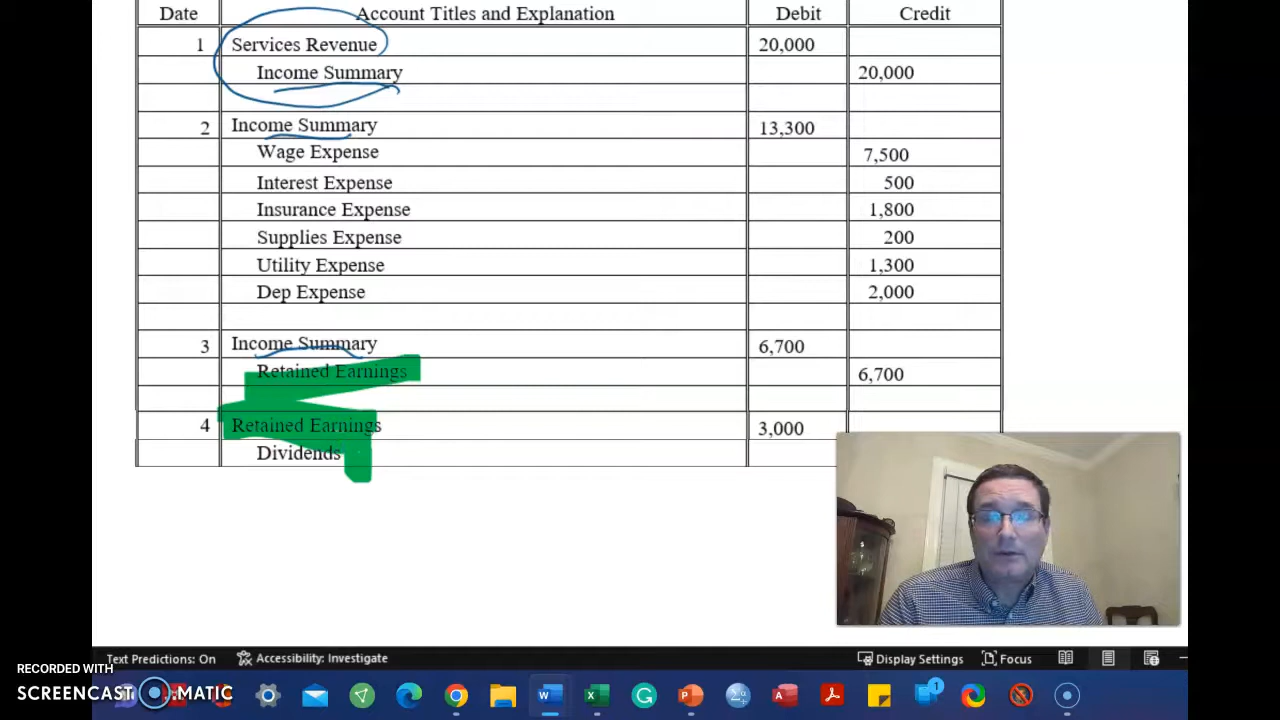 Date Account Titles and Explanation Debit Credit
1 Services Revenue 20,000
Income Summary 20,000
2 Income Summary 13,300
Wage Expense 7,500
Interest Expense 500
Insurance Expense 1,800
Supplies Expense 200
Utility Expense 1,300
Dep Expense 2,000
3 Income Summary 6,700
Retained Earnings 6,700
4 Retained Earnings 3,000
Dividends
Text Predictions: On Accessibility: Investigate Display Settings Focus
RECORDED WITH
SCREENCAST MATIC
1